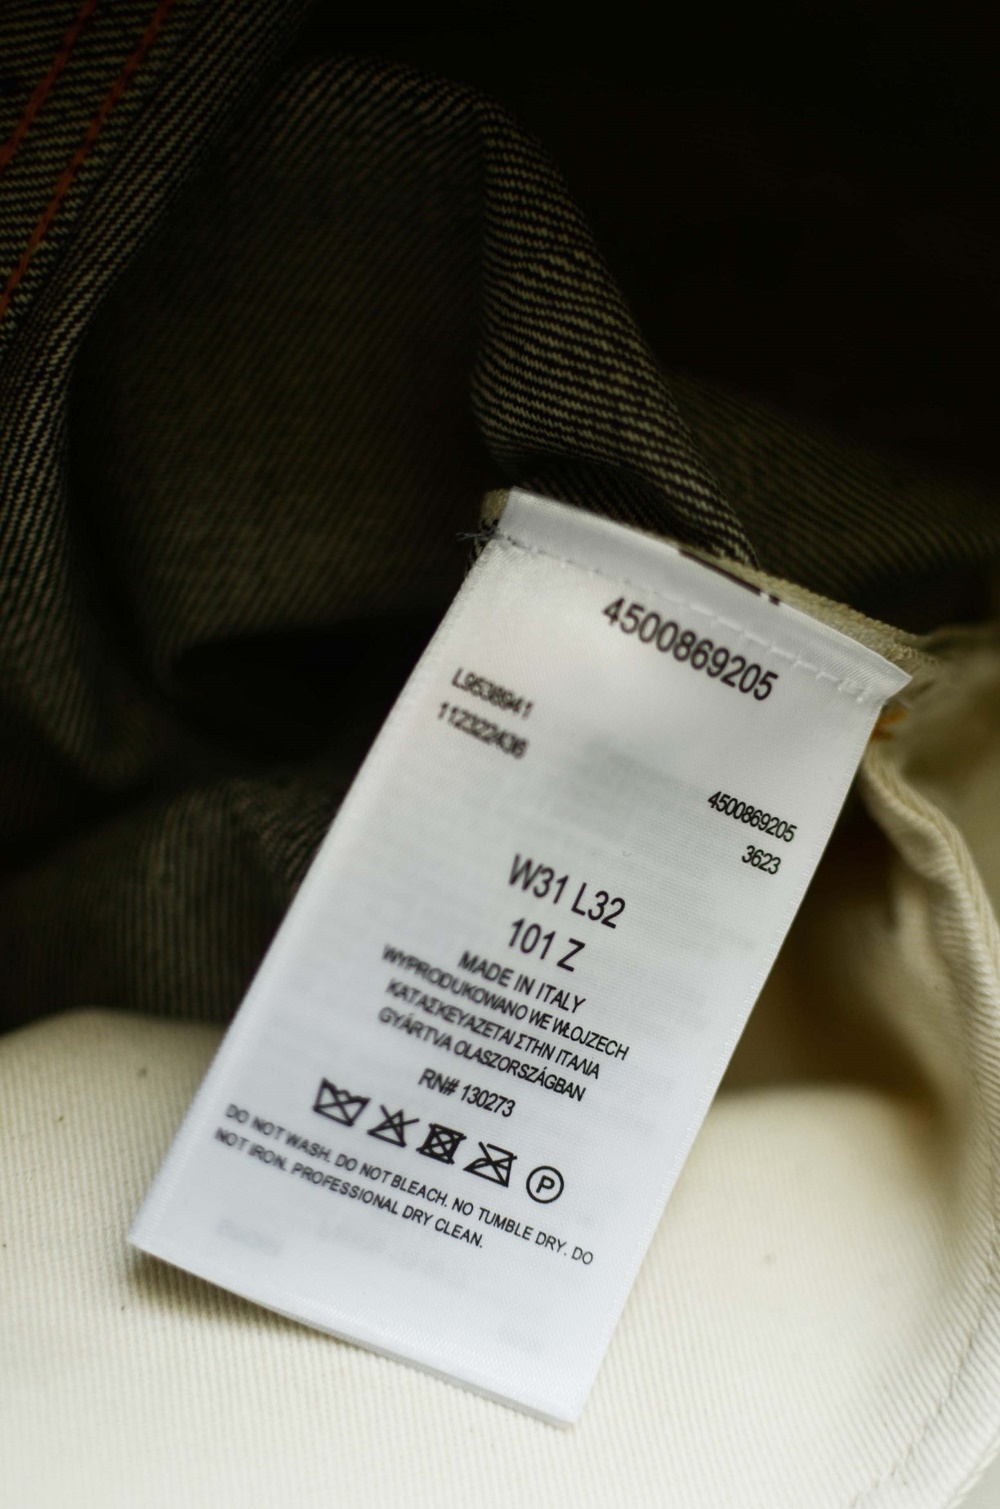 4500869205
L9538941
112322436
4500869205
3623
W31 L32
101 Z
MADE IN ITALY
WYPRODUKOWANO WE WŁOJZECH
ΚΑΤΑΣΚΕΥΑΖΕΤΑΙ ΣΤΗΝ ΙΤΑΛΙΑ
GYÁRTVA OLASZORSZÁGBAN
RN# 130273
P
DO NOT WASH. DO NOT BLEACH. NO TUMBLE DRY. DO
NOT IRON. PROFESSIONAL DRY CLEAN.